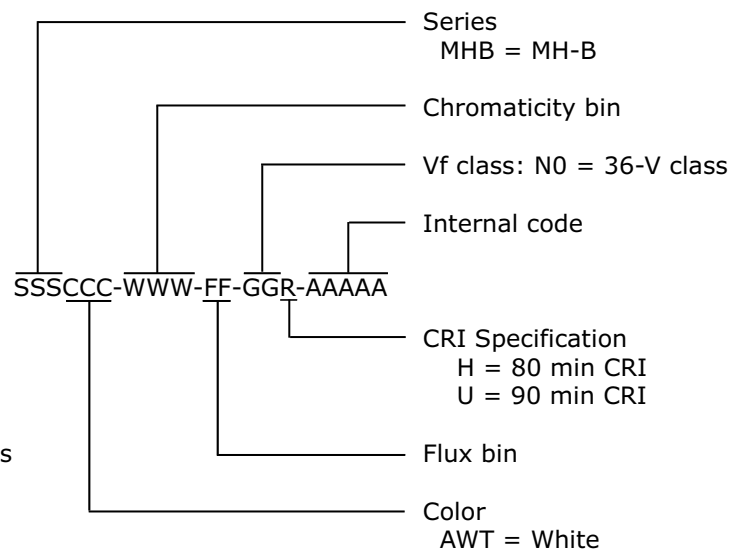 Series
MHB = MH-B
Chromaticity bin
Vf class: N0 = 36-V class
Internal code
SSSCCC-WWW-FF-GGR-AAAAA
CRI Specification
H = 80 min CRI
U = 90 min CRI
s
Flux bin
Color
AWT = White